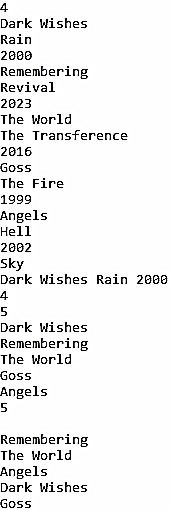 4
Dark Wishes
Rain
2000
Remembering
Revival
2023
The World
The Transference
2016
Goss
The Fire
1999
Angels
Hell
2002
Sky
Dark Wishes Rain 2000
4
5
Dark Wishes
Remembering
The World
Goss
Angels
5

Remembering
The World
Angels
Dark Wishes
Goss